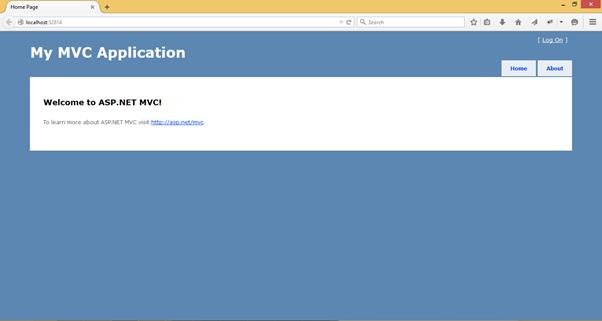 Home Page
localhost:52814
Search
[ Log On ]
My MVC Application
Home About
Welcome to ASP.NET MVC!
To learn more about ASP.NET MVC visit http://asp.net/mvc.